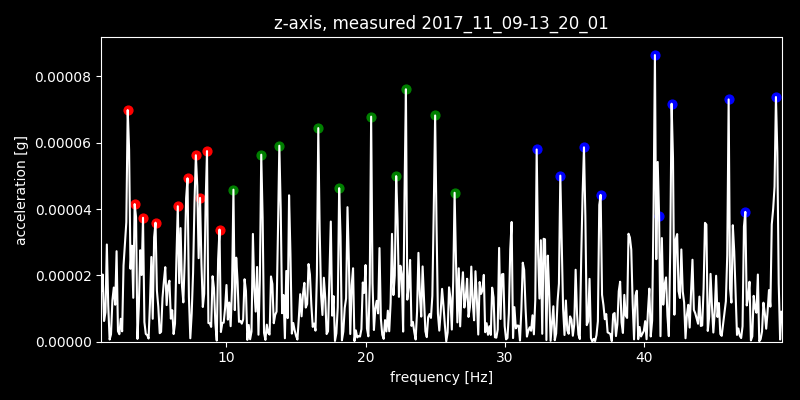 z-axis, measured 2017_11_09-13_20_01
0.00008
0.00006
0.00004
0.00002
0.00000
acceleration [g]
10 20 30 40
frequency [Hz]